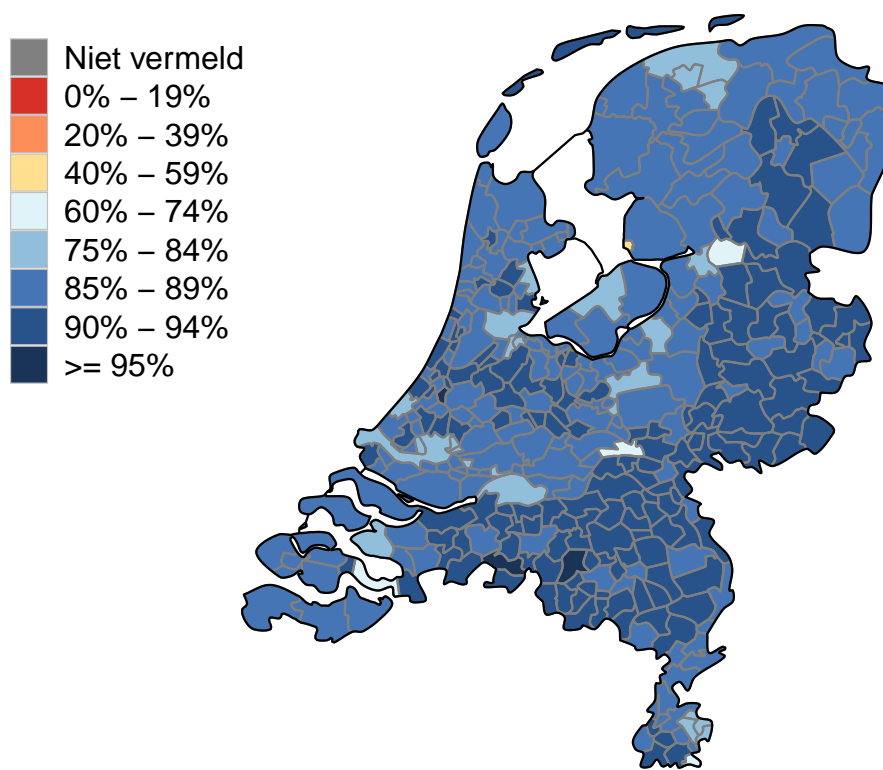 Niet vermeld
0% – 19%
20% – 39%
40% – 59%
60% – 74%
75% – 84%
85% – 89%
90% – 94%
>= 95%